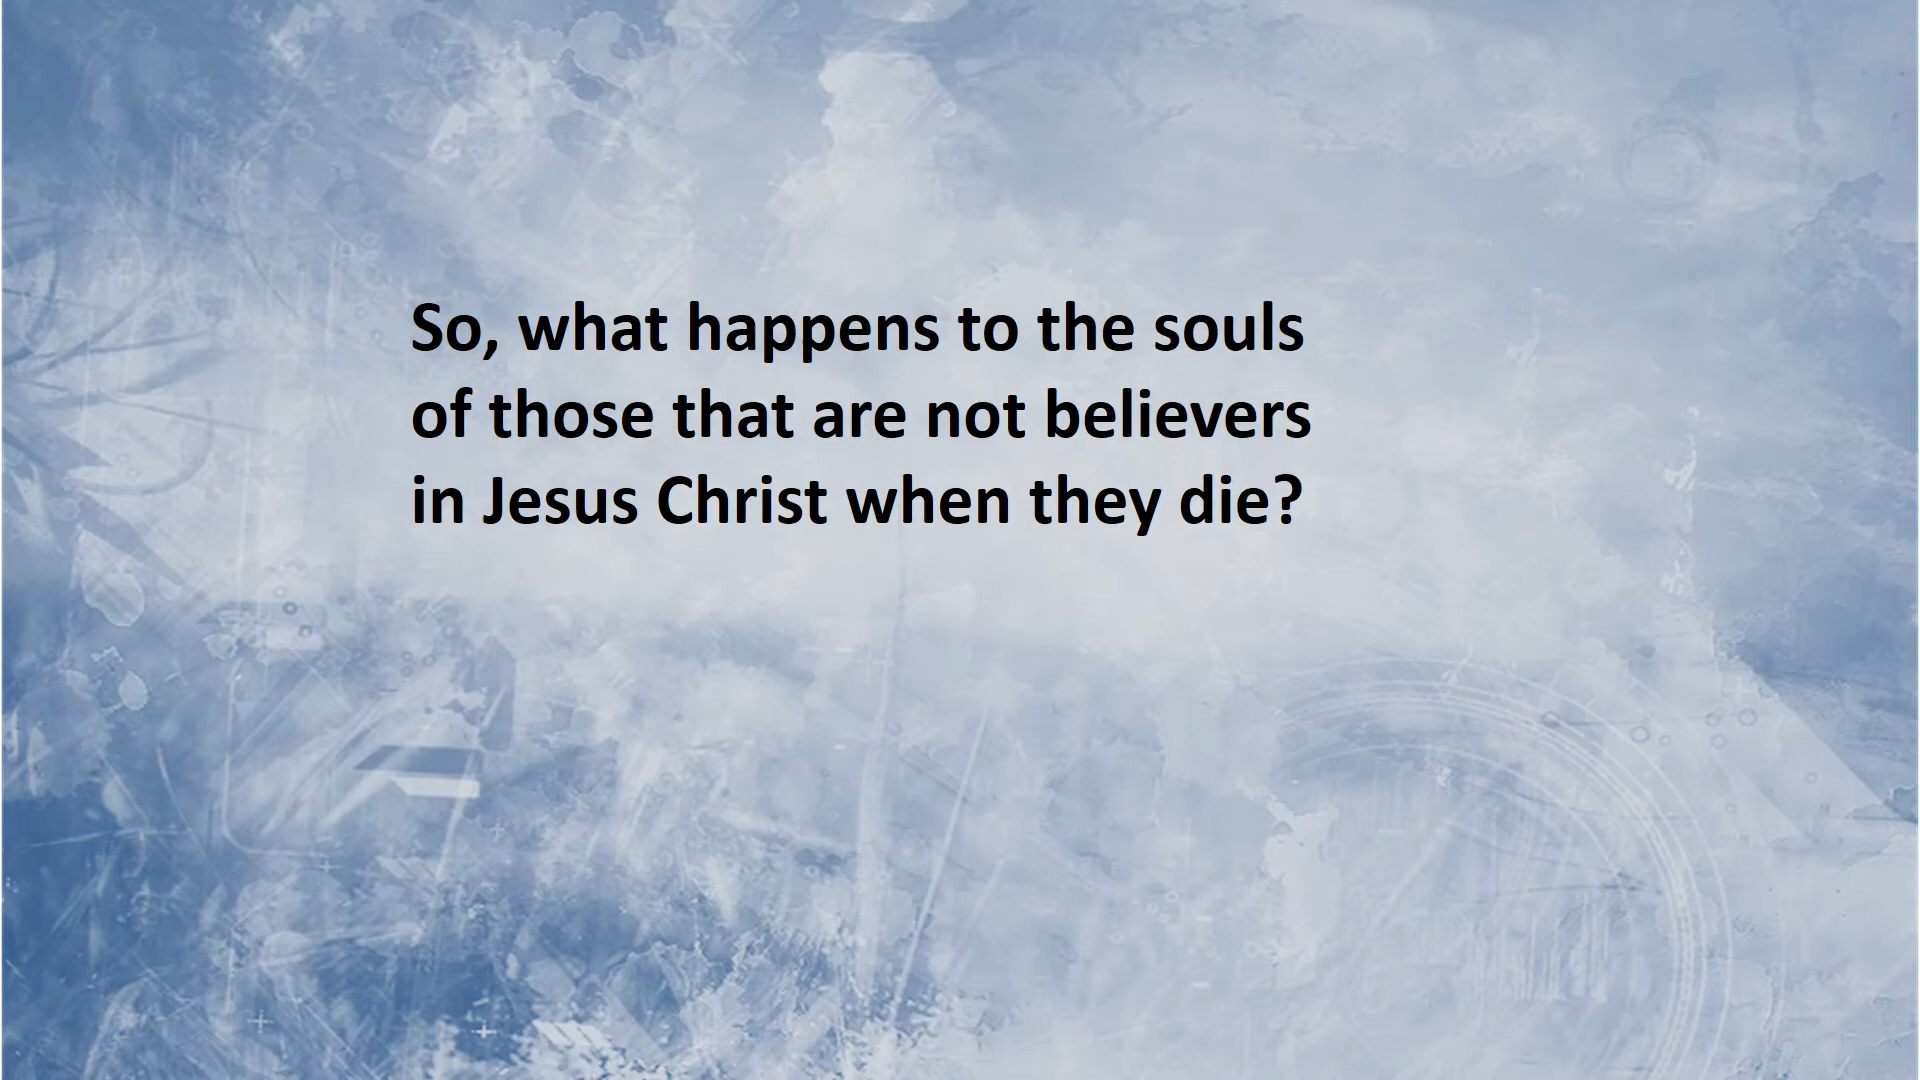 So, what happens to the souls
of those that are not believers
in Jesus Christ when they die?